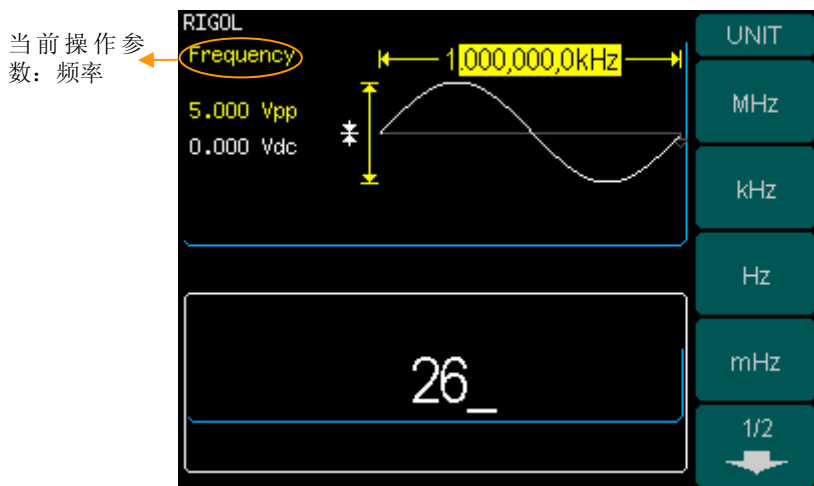 当前操作参
数：频率
RIGOL
Frequency
1,000,000,0kHz
5.000 Vpp
0.000 Vdc
26_
UNIT
MHz
kHz
Hz
mHz
1/2